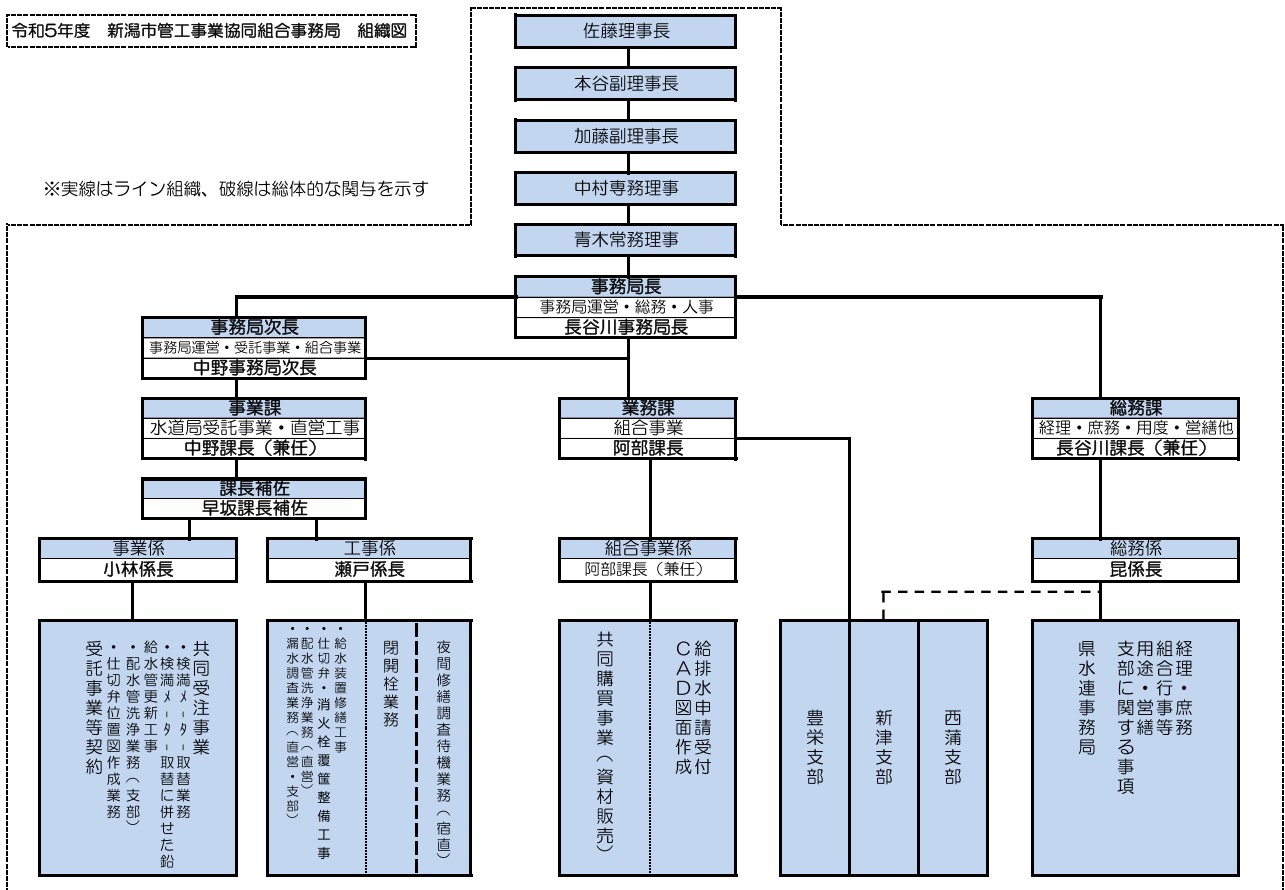 令和5年度　新潟市管工事業協同組合事務局　組織図
佐藤理事長
本谷副理事長
加藤副理事長
中村専務理事
※実線はライン組織、破線は総体的な関与を示す
青木常務理事
事務局長
事務局運営・総務・人事
長谷川事務局長
事務局次長
事務局運営・受託事業・組合事業
中野事務局次長
事業課
水道局受託事業・直営工事
中野課長（兼任）
業務課
組合事業
阿部課長
総務課
経理・庶務・用度・営繕他
長谷川課長（兼任）
課長補佐
早坂課長補佐
事業係
小林係長
工事係
瀬戸係長
組合事業係
阿部課長（兼任）
総務係
昆係長
共同受注事業
・検満メーター取替業務
・検満メーター取替に併せた鉛
給水管更新工事
・配水管洗浄業務（支部）
・仕切弁位置図作成業務
受託事業等契約
・給水装置修繕工事
・仕切弁・消火栓覆筐整備工事
・配水管洗浄業務（直営）
・漏水調査業務（直営・支部）
閉開栓業務
夜間修繕調査待機業務（宿直）
共同購買事業（資材販売）
給排水申請受付
ＣＡＤ図面作成
豊栄支部
新津支部
西蒲支部
経理・庶務
組合行事等
用途・営繕
支部に関する事項
県水連事務局